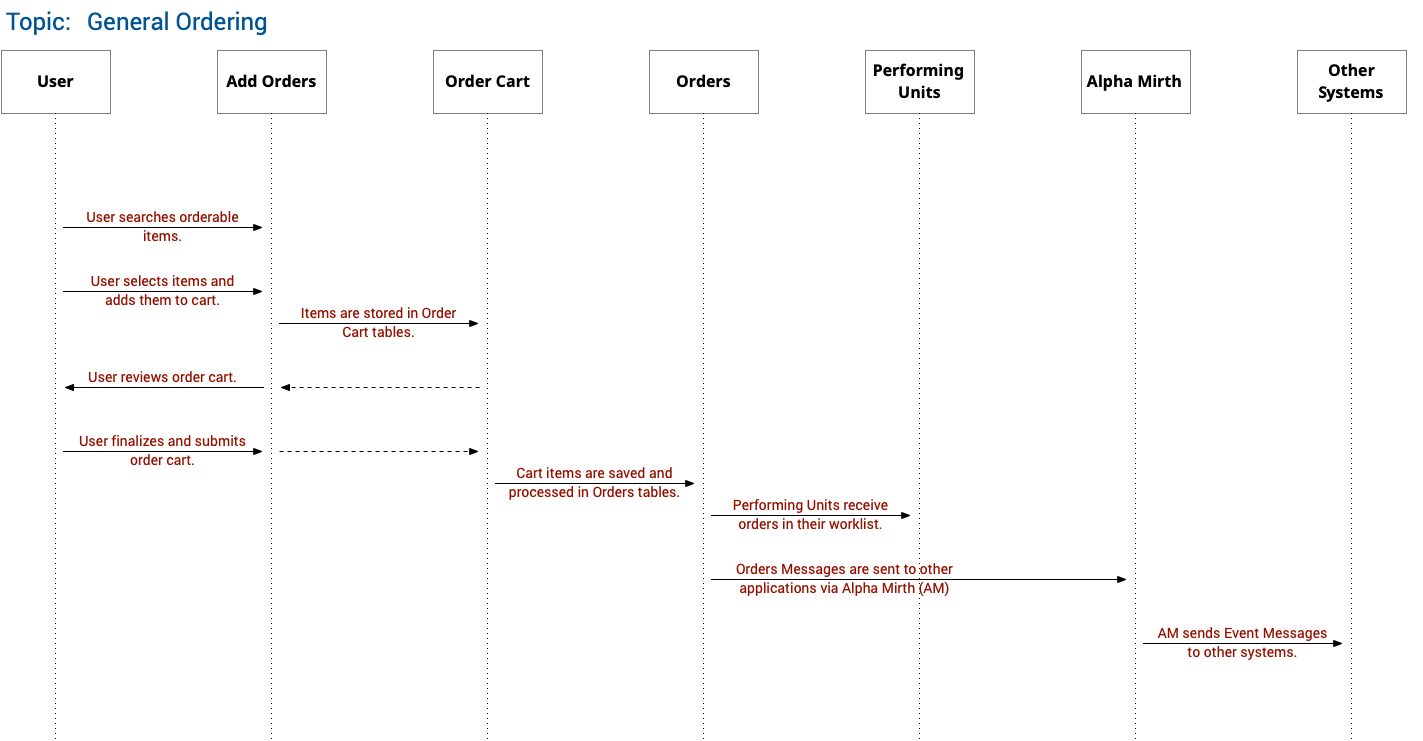 Topic: General Ordering
User
Add Orders
Order Cart
Orders
Performing
Units
Alpha Mirth
Other
Systems
User searches orderable
items.
User selects items and
adds them to cart.
Items are stored in Order
Cart tables.
User reviews order cart.
User finalizes and submits
order cart.
Cart items are saved and
processed in Orders tables.
Performing Units receive
orders in their worklist.
Orders Messages are sent to other
applications via Alpha Mirth (AM)
AM sends Event Messages
to other systems.